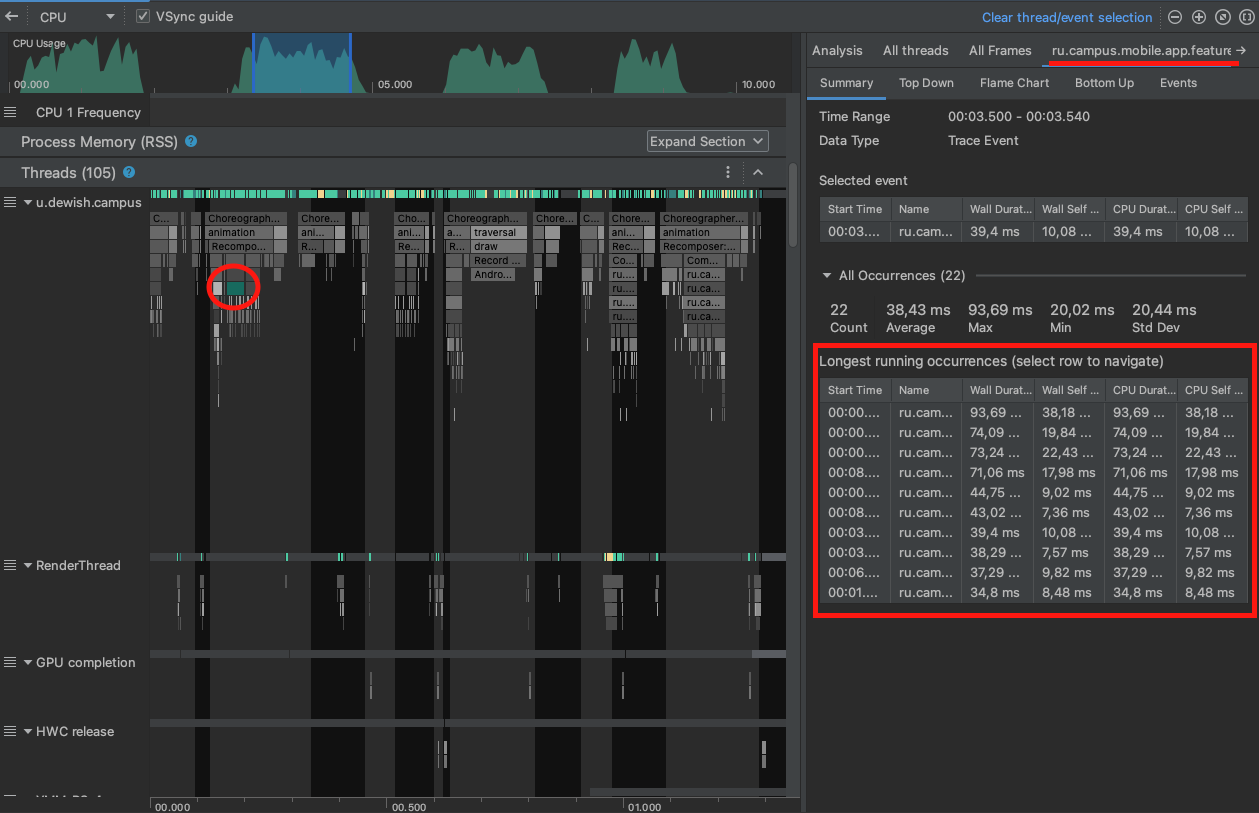 CPU
VSync guide
Clear thread/event selection
CPU Usage
00.000
05.000
10.000
CPU 1 Frequency
Process Memory (RSS) ?
Expand Section
Threads (105) ?
u.dewish.campus
C...
Choreograph...
Chore...
Cho...
Choreograph...
Chore...
C...
Chore...
Choreographer...
animation
ani...
ani...
a...
traversal
ani...
animation
Recompo...
R...
Re...
R...
draw
Rec...
Recomposer:...
Record ...
Co...
Com...
Andro...
ru....
ru.ca...
ru....
ru.ca...
ru....
ru.ca...
ru....
ru.ca...
RenderThread
GPU completion
HWC release
00.000
00.500
01.000
Analysis
All threads
All Frames
ru.campus.mobile.app.feature
Summary
Top Down
Flame Chart
Bottom Up
Events
Time Range 00:03.500 - 00:03.540
Data Type Trace Event
Selected event
Start Time Name Wall Durat... Wall Self ... CPU Durat... CPU Self ...
00:03.... ru.cam... 39,4 ms 10,08 ... 39,4 ms 10,08 ...
All Occurrences (22)
22 38,43 ms 93,69 ms 20,02 ms 20,44 ms
Count Average Max Min Std Dev
Longest running occurrences (select row to navigate)
Start Time Name Wall Durat... Wall Self ... CPU Durat... CPU Self ...
00:00.... ru.cam... 93,69 ... 38,18 ... 93,69 ... 38,18 ...
00:00.... ru.cam... 74,09 ... 19,84 ... 74,09 ... 19,84 ...
00:00.... ru.cam... 73,24 ... 22,43 ... 73,24 ... 22,43 ...
00:08.... ru.cam... 71,06 ms 17,98 ms 71,06 ms 17,98 ms
00:00.... ru.cam... 44,75 ... 9,02 ms 44,75 ... 9,02 ms
00:08.... ru.cam... 43,02 ... 7,36 ms 43,02 ... 7,36 ms
00:03.... ru.cam... 39,4 ms 10,08 ... 39,4 ms 10,08 ...
00:03.... ru.cam... 38,29 ... 7,57 ms 38,29 ... 7,57 ms
00:06.... ru.cam... 37,29 ... 9,82 ms 37,29 ... 9,82 ms
00:01.... ru.cam... 34,8 ms 8,48 ms 34,8 ms 8,48 ms